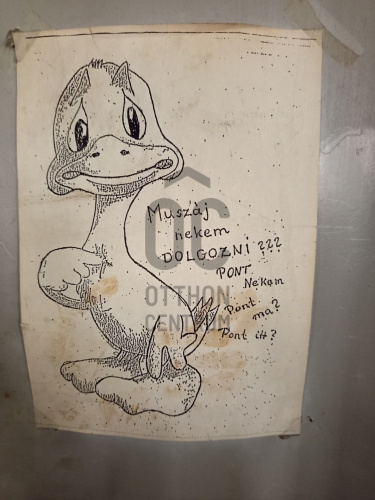 Muszáj
nekem
DOLGOZNI ???
PONT
Nekem
Pont
ma?
Pont itt?
OC
OTTHON
CENTRUM